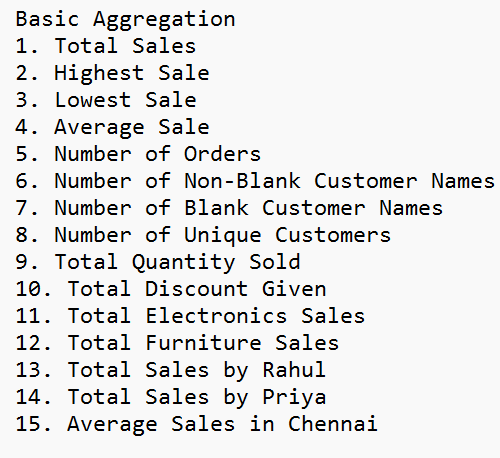 Basic Aggregation
1. Total Sales
2. Highest Sale
3. Lowest Sale
4. Average Sale
5. Number of Orders
6. Number of Non-Blank Customer Names
7. Number of Blank Customer Names
8. Number of Unique Customers
9. Total Quantity Sold
10. Total Discount Given
11. Total Electronics Sales
12. Total Furniture Sales
13. Total Sales by Rahul
14. Total Sales by Priya
15. Average Sales in Chennai